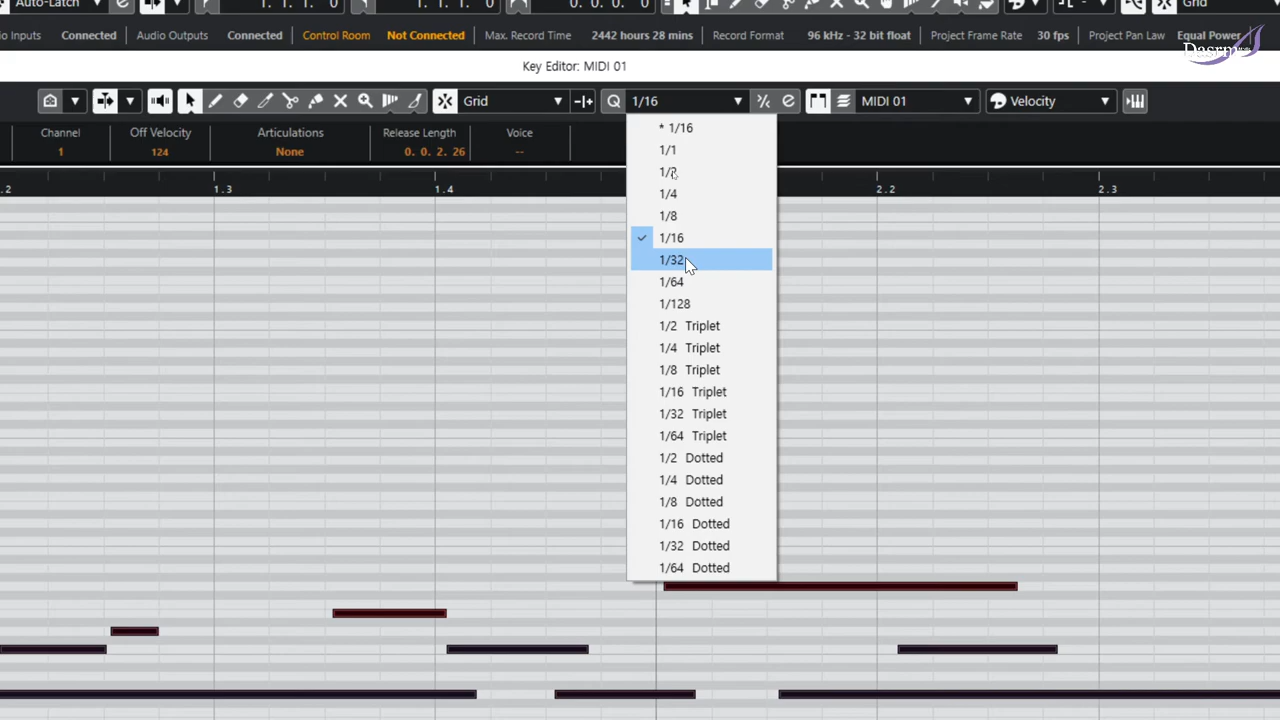 Auto-Latch 1. 1. 1. 0 1. 1. 1. 0 0. 0. 0. 0 Grid
io Inputs Connected Audio Outputs Connected Control Room Not Connected Max. Record Time 2442 hours 28 mins Record Format 96 kHz - 32 bit float Project Frame Rate 30 fps Project Pan Law Equal Power
Dasrm
Key Editor: MIDI 01
Grid Q 1/16 MIDI 01 Velocity
Channel Off Velocity Articulations Release Length Voice
1 124 None 0. 0. 2. 26 --
.2 1.3 1.4 2.2 2.3
* 1/16
1/1
1/2
1/4
1/8
1/16
1/32
1/64
1/128
1/2 Triplet
1/4 Triplet
1/8 Triplet
1/16 Triplet
1/32 Triplet
1/64 Triplet
1/2 Dotted
1/4 Dotted
1/8 Dotted
1/16 Dotted
1/32 Dotted
1/64 Dotted